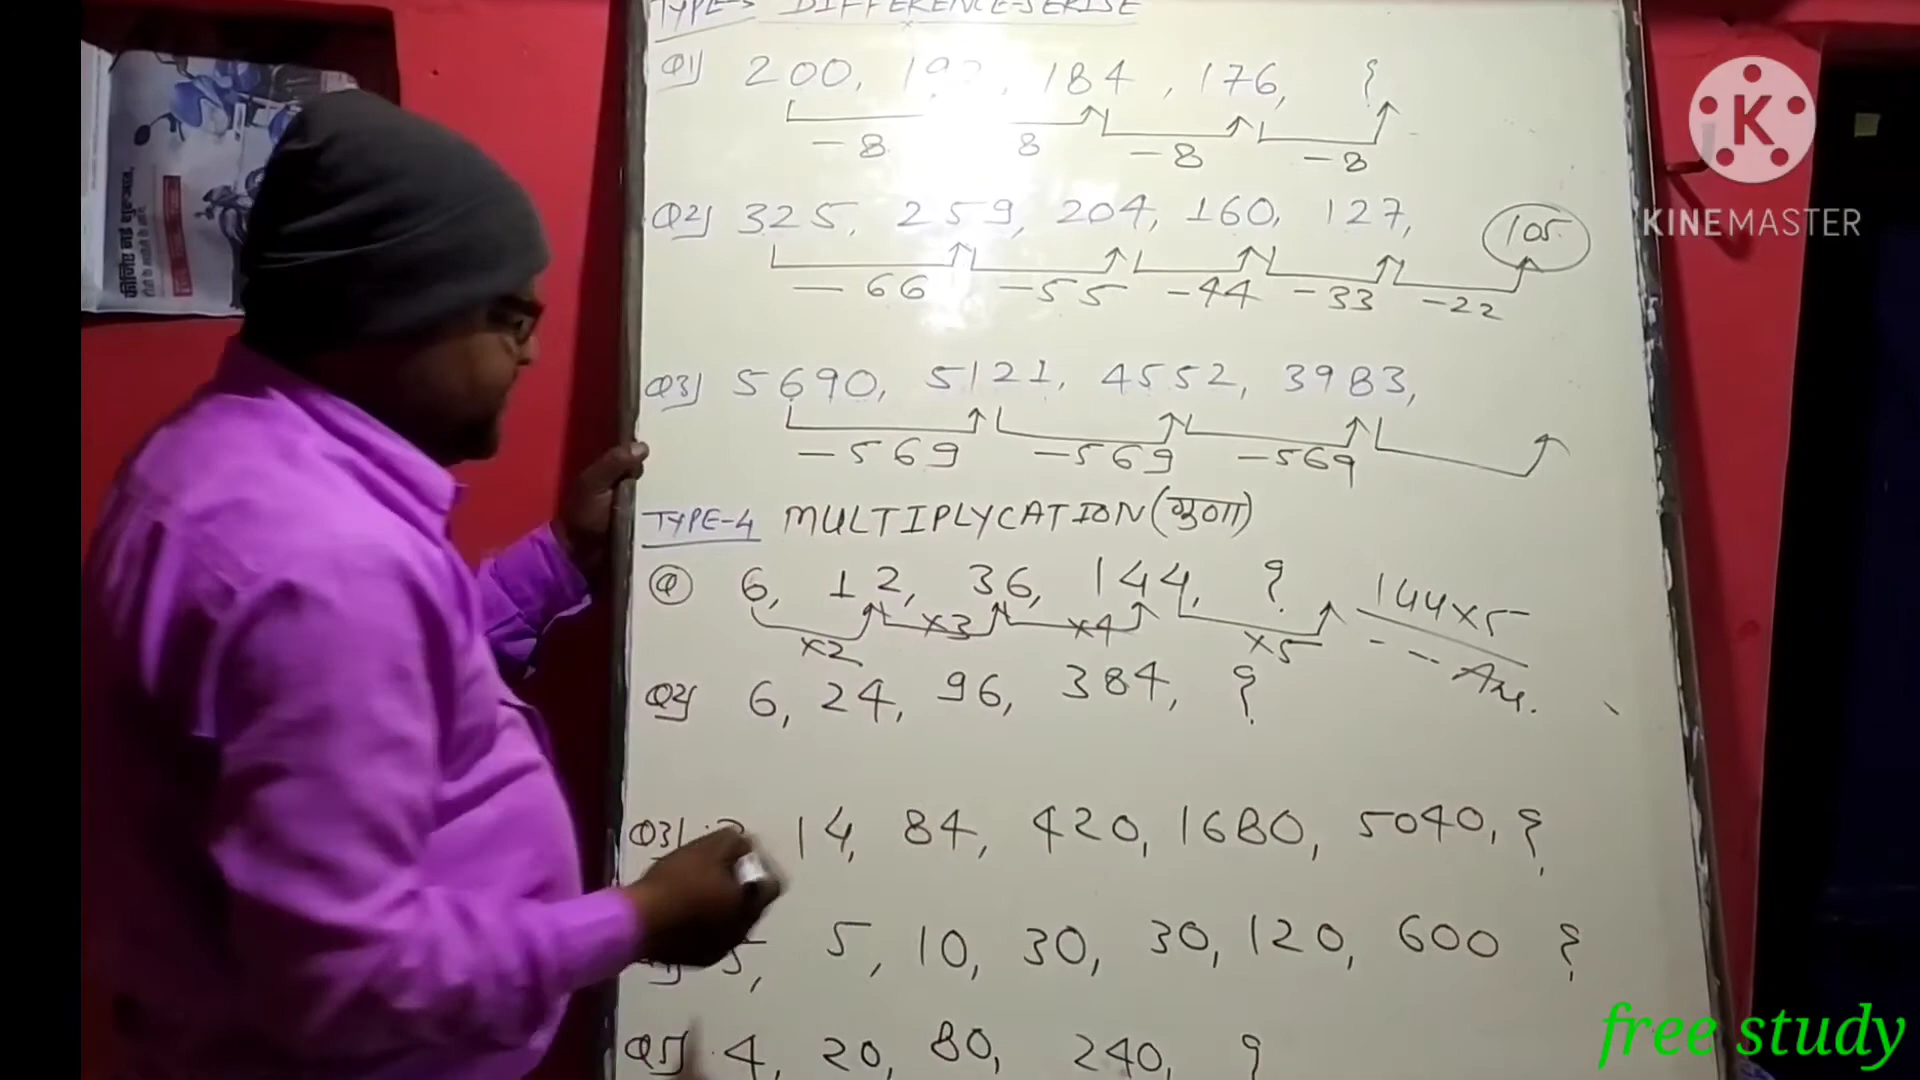 TYPE-3 DIFFERENCE-SERISE
Q1) 200, 192, 184, 176, ?
-8 8 -8 -8
Q2) 325, 259, 204, 160, 127, 105
-66 -55 -44 -33 -22
Q3) 5690, 5121, 4552, 3983,
-569 -569 -569
TYPE-4 MULTIPLYCATION (गुणा)
Q 6, 12, 36, 144, ? 144x5
x2 x3 x4 x5 - -- Ans.
Q2) 6, 24, 96, 384, ?
Q3) 14, 84, 420, 1680, 5040, ?
5, 5, 10, 30, 30, 120, 600 ?
Q5) 4, 20, 80, 240, ?
K
KINEMASTER
free study